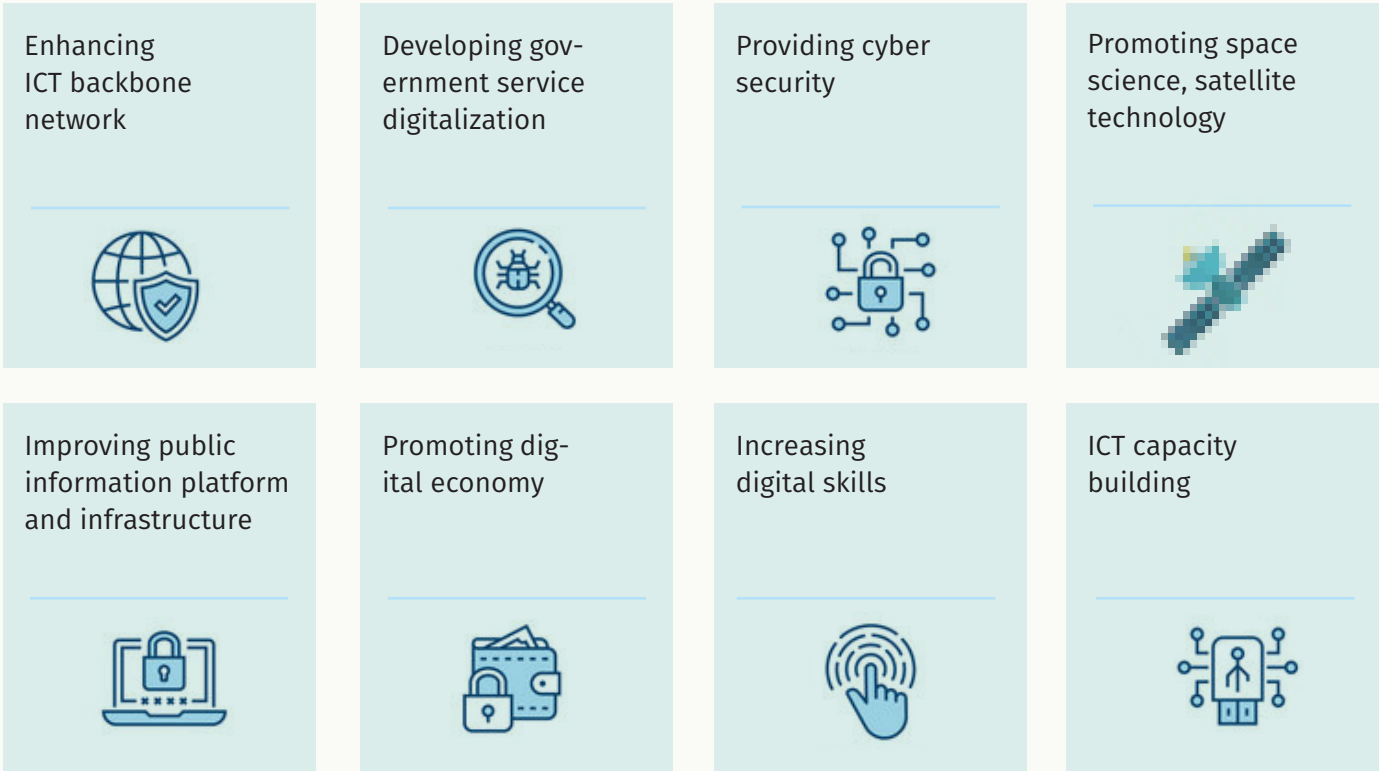 Enhancing
ICT backbone
network
Developing gov-
ernment service
digitalization
Providing cyber
security
Promoting space
science, satellite
technology
Improving public
information platform
and infrastructure
Promoting dig-
ital economy
Increasing
digital skills
ICT capacity
building